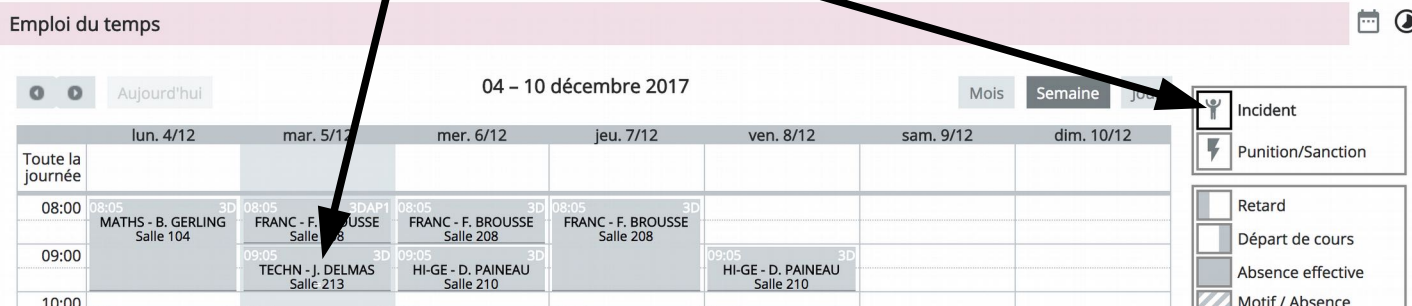 Emploi du temps
Aujourd'hui
04 – 10 décembre 2017
Mois
Semaine
lun. 4/12
mar. 5/12
mer. 6/12
jeu. 7/12
ven. 8/12
sam. 9/12
dim. 10/12
Toute la
journée
08:00
08:05 3D
MATHS - B. GERLING
Salle 104
08:05 3DAP1
FRANC - F.
Salle
08:05 3D
FRANC - F. BROUSSE
Salle 208
08:05 3D
FRANC - F. BROUSSE
Salle 208
09:00
09:05 3D
TECHN - J. DELMAS
Salle 213
09:05 3D
HI-GE - D. PAINEAU
Salle 210
09:05 3D
HI-GE - D. PAINEAU
Salle 210
10:00
Incident
Punition/Sanction
Retard
Départ de cours
Absence effective
Motif / Absence